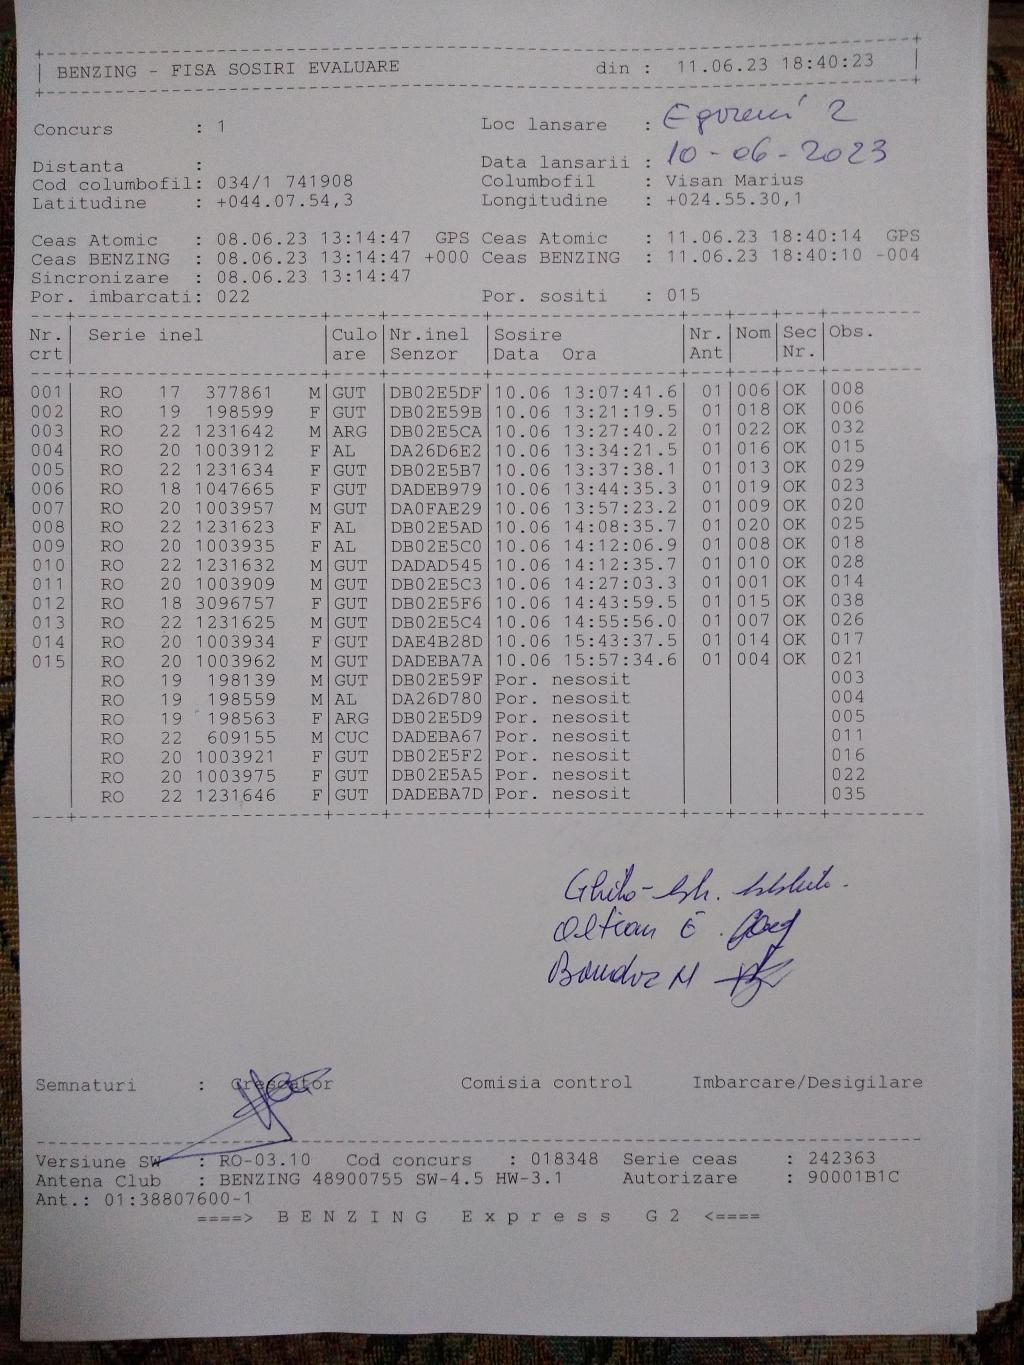 BENZING - FISA SOSIRI EVALUARE din : 11.06.23 18:40:23
Concurs : 1 Loc lansare :
Distanta : Data lansarii : 10-06-2023
Cod columbofil: 034/1 741908 Columbofil : Visan Marius
Latitudine : +044.07.54,3 Longitudine : +024.55.30,1
Ceas Atomic : 08.06.23 13:14:47 GPS Ceas Atomic : 11.06.23 18:40:14 GPS
Ceas BENZING : 08.06.23 13:14:47 +000 Ceas BENZING : 11.06.23 18:40:10 -004
Sincronizare : 08.06.23 13:14:47
Por. imbarcati: 022 Por. sositi : 015
Nr. Serie inel Culo Nr.inel Sosire Nr. Nom Sec Obs.
crt are Senzor Data Ora Ant Nr.
001 RO 17 377861 M GUT DB02E5DF 10.06 13:07:41.6 01 006 OK 008
002 RO 19 198599 F GUT DB02E59B 10.06 13:21:19.5 01 018 OK 006
003 RO 22 1231642 M ARG DB02E5CA 10.06 13:27:40.2 01 022 OK 032
004 RO 20 1003912 F AL DA26D6E2 10.06 13:34:21.5 01 016 OK 015
005 RO 22 1231634 F GUT DB02E5B7 10.06 13:37:38.1 01 013 OK 029
006 RO 18 1047665 F GUT DADEB979 10.06 13:44:35.3 01 019 OK 023
007 RO 20 1003957 M GUT DA0FAE29 10.06 13:57:23.2 01 009 OK 020
008 RO 22 1231623 F AL DB02E5AD 10.06 14:08:35.7 01 020 OK 025
009 RO 20 1003935 F AL DB02E5C0 10.06 14:12:06.9 01 008 OK 018
010 RO 22 1231632 M GUT DADAD545 10.06 14:12:35.7 01 010 OK 028
011 RO 20 1003909 M GUT DB02E5C3 10.06 14:27:03.3 01 001 OK 014
012 RO 18 3096757 F GUT DB02E5F6 10.06 14:43:59.5 01 015 OK 038
013 RO 22 1231625 M GUT DB02E5C4 10.06 14:55:56.0 01 007 OK 026
014 RO 20 1003934 F GUT DAE4B28D 10.06 15:43:37.5 01 014 OK 017
015 RO 20 1003962 M GUT DADEBA7A 10.06 15:57:34.6 01 004 OK 021
RO 19 198139 M GUT DB02E59F Por. nesosit 003
RO 19 198559 M AL DA26D780 Por. nesosit 004
RO 19 198563 F ARG DB02E5D9 Por. nesosit 005
RO 22 609155 M CUC DADEBA67 Por. nesosit 011
RO 20 1003921 F GUT DB02E5F2 Por. nesosit 016
RO 20 1003975 F GUT DB02E5A5 Por. nesosit 022
RO 22 1231646 F GUT DADEBA7D Por. nesosit 035
Oltean E.
M
Semnaturi : Crescator Comisia control Imbarcare/Desigilare
Versiune SW : RO-03.10 Cod concurs : 018348 Serie ceas : 242363
Antena Club : BENZING 48900755 SW-4.5 HW-3.1 Autorizare : 90001B1C
Ant.: 01:38807600-1
====> B E N Z I N G E x p r e s s G 2 <====